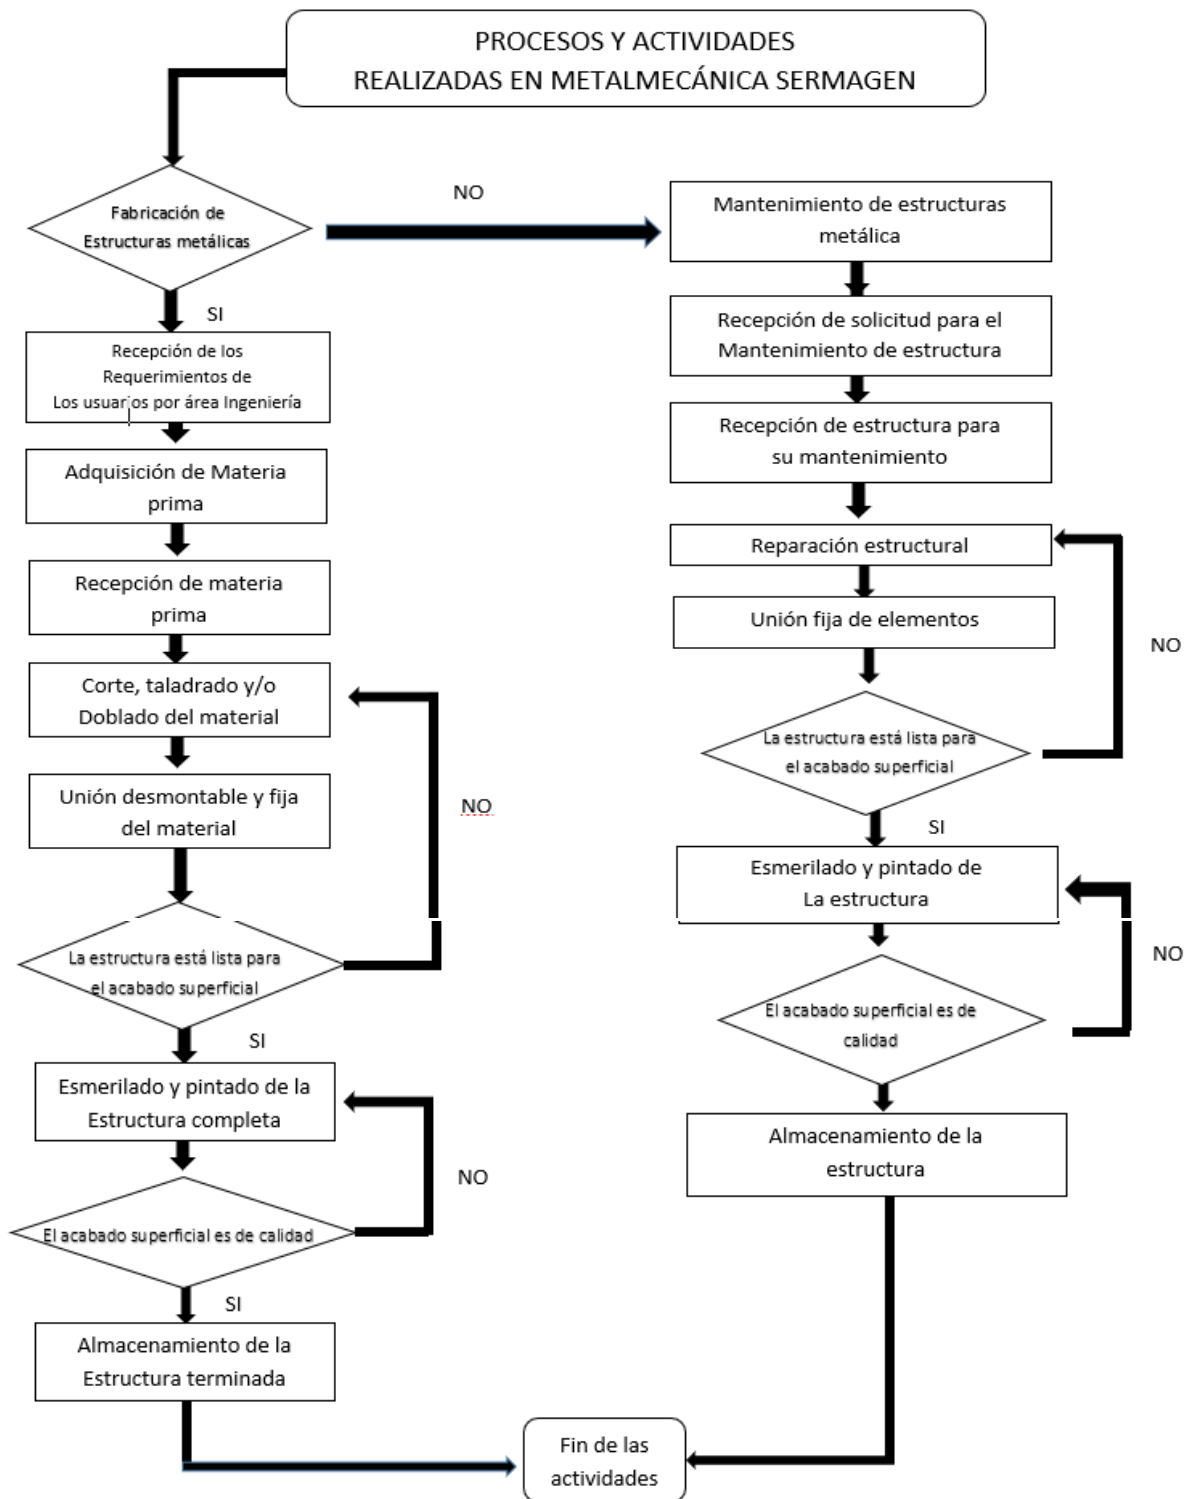 PROCESOS Y ACTIVIDADES
REALIZADAS EN METALMECÁNICA SERMAGEN
Fabricación de
Estructuras metálicas
SI
Recepción de los
Requerimientos de
Los usuarios por área Ingeniería
Adquisición de Materia
prima
Recepción de materia
prima
Corte, taladrado y/o
Doblado del material
Unión desmontable y fija
del material
NO
La estructura está lista para
el acabado superficial
SI
Esmerilado y pintado de la
Estructura completa
NO
El acabado superficial es de calidad
SI
Almacenamiento de la
Estructura terminada
NO
Mantenimiento de estructuras
metálica
Recepción de solicitud para el
Mantenimiento de estructura
Recepción de estructura para
su mantenimiento
Reparación estructural
Unión fija de elementos
NO
La estructura está lista para
el acabado superficial
SI
Esmerilado y pintado de
La estructura
NO
El acabado superficial es de
calidad
Almacenamiento de la
estructura
Fin de las
actividades